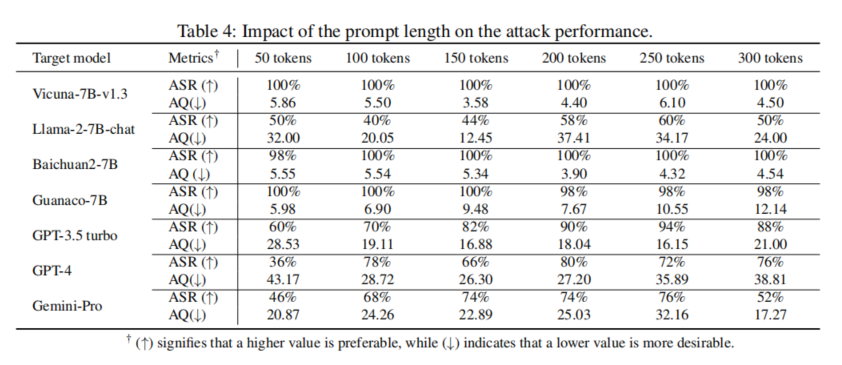 Table 4: Impact of the prompt length on the attack performance.
Target model Metrics† 50 tokens 100 tokens 150 tokens 200 tokens 250 tokens 300 tokens
Vicuna-7B-v1.3 ASR (↑) 100% 100% 100% 100% 100% 100%
AQ(↓) 5.86 5.50 3.58 4.40 6.10 4.50
Llama-2-7B-chat ASR (↑) 50% 40% 44% 58% 60% 50%
AQ(↓) 32.00 20.05 12.45 37.41 34.17 24.00
Baichuan2-7B ASR (↑) 98% 100% 100% 100% 100% 100%
AQ (↓) 5.55 5.54 5.34 3.90 4.32 4.54
Guanaco-7B ASR (↑) 100% 100% 100% 98% 98% 98%
AQ(↓) 5.98 6.90 9.48 7.67 10.55 12.14
GPT-3.5 turbo ASR (↑) 60% 70% 82% 90% 94% 88%
AQ(↓) 28.53 19.11 16.88 18.04 16.15 21.00
GPT-4 ASR (↑) 36% 78% 66% 80% 72% 76%
AQ(↓) 43.17 28.72 26.30 27.20 35.89 38.81
Gemini-Pro ASR (↑) 46% 68% 74% 74% 76% 52%
AQ(↓) 20.87 24.26 22.89 25.03 32.16 17.27
† (↑) signifies that a higher value is preferable, while (↓) indicates that a lower value is more desirable.